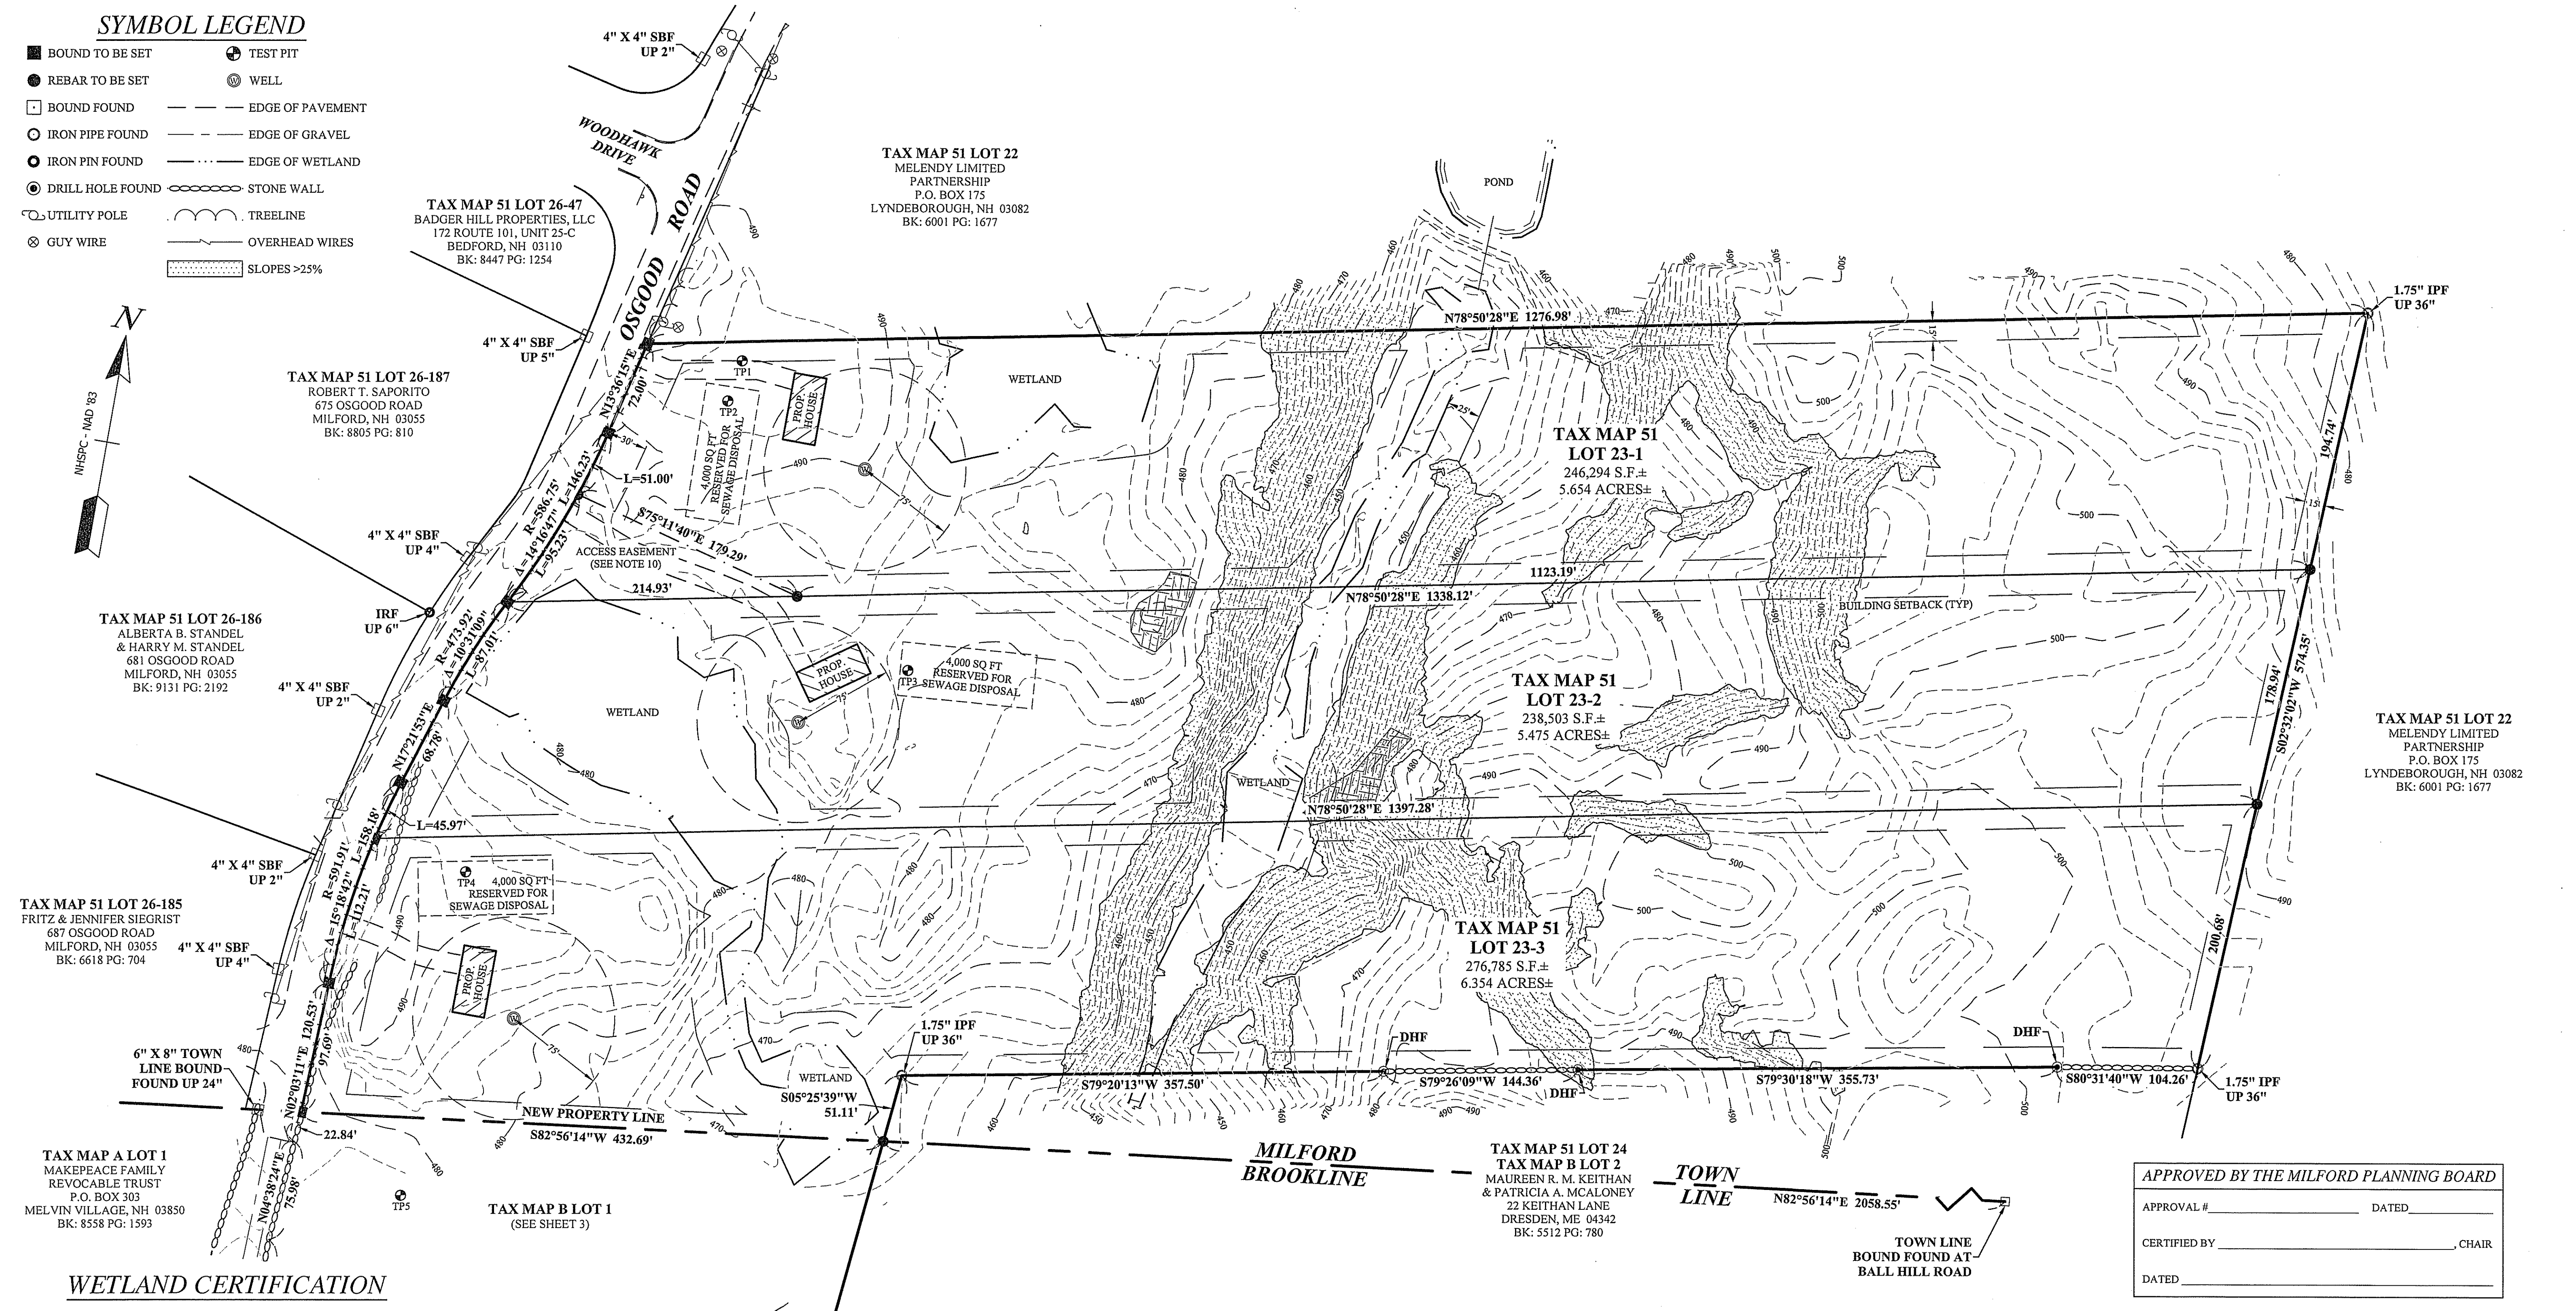 SYMBOL LEGEND
BOUND TO BE SET
TEST PIT
REBAR TO BE SET
WELL
BOUND FOUND
EDGE OF PAVEMENT
IRON PIPE FOUND
EDGE OF GRAVEL
IRON PIN FOUND
EDGE OF WETLAND
DRILL HOLE FOUND
STONE WALL
UTILITY POLE
TREELINE
GUY WIRE
OVERHEAD WIRES
SLOPES >25%
N
NHSPC - NAD '83
4" X 4" SBF
UP 2"
WOODHAWK
DRIVE
OSGOOD ROAD
TAX MAP 51 LOT 26-47
BADGER HILL PROPERTIES, LLC
172 ROUTE 101, UNIT 25-C
BEDFORD, NH 03110
BK: 8447 PG: 1254
TAX MAP 51 LOT 22
MELENDY LIMITED
PARTNERSHIP
P.O. BOX 175
LYNDEBOROUGH, NH 03082
BK: 6001 PG: 1677
POND
4" X 4" SBF
UP 5"
TAX MAP 51 LOT 26-187
ROBERT T. SAPORITO
675 OSGOOD ROAD
MILFORD, NH 03055
BK: 8805 PG: 810
N78°50'28"E 1276.98'
1.75" IPF
UP 36"
15'
N13°36'15"E
72.00'
30'
TP1
TP2
PROP.
HOUSE
4,000 SQ FT
RESERVED FOR
SEWAGE DISPOSAL
WETLAND
25'
TAX MAP 51
LOT 23-1
246,294 S.F.±
5.654 ACRES±
194.74'
15'
R=586.75'
L=146.23'
Δ=14°16'47"
L=95.23'
L=51.00'
W
75'
S75°11'40"E 179.29'
ACCESS EASEMENT
(SEE NOTE 10)
214.93'
1123.19'
N78°50'28"E 1338.12'
BUILDING SETBACK (TYP)
4" X 4" SBF
UP 4"
IRF
UP 6"
TAX MAP 51 LOT 26-186
ALBERTA B. STANDEL
& HARRY M. STANDEL
681 OSGOOD ROAD
MILFORD, NH 03055
BK: 9131 PG: 2192
R=473.92'
Δ=10°31'09"
L=87.01'
4" X 4" SBF
UP 2"
N17°21'53"E
68.78'
WETLAND
PROP.
HOUSE
W
75'
TP3
4,000 SQ FT
RESERVED FOR
SEWAGE DISPOSAL
TAX MAP 51
LOT 23-2
238,503 S.F.±
5.475 ACRES±
178.94'
S02°32'02"W 574.35'
TAX MAP 51 LOT 22
MELENDY LIMITED
PARTNERSHIP
P.O. BOX 175
LYNDEBOROUGH, NH 03082
BK: 6001 PG: 1677
WETLAND
N78°50'28"E 1397.28'
4" X 4" SBF
UP 2"
L=45.97'
R=591.91'
L=158.18'
Δ=15°18'42"
L=112.21'
TP4
4,000 SQ FT
RESERVED FOR
SEWAGE DISPOSAL
TAX MAP 51 LOT 26-185
FRITZ & JENNIFER SIEGRIST
687 OSGOOD ROAD
MILFORD, NH 03055
BK: 6618 PG: 704
4" X 4" SBF
UP 4"
PROP.
HOUSE
W
75'
TAX MAP 51
LOT 23-3
276,785 S.F.±
6.354 ACRES±
200.68'
6" X 8" TOWN
LINE BOUND
FOUND UP 24"
N02°03'11"E 120.53'
97.69'
22.84'
N04°38'24"E
75.98'
NEW PROPERTY LINE
S82°56'14"W 432.69'
WETLAND
S05°25'39"W
51.11'
1.75" IPF
UP 36"
S79°20'13"W 357.50'
DHF
S79°26'09"W 144.36'
DHF
S79°30'18"W 355.73'
DHF
S80°31'40"W 104.26'
1.75" IPF
UP 36"
TAX MAP A LOT 1
MAKEPEACE FAMILY
REVOCABLE TRUST
P.O. BOX 303
MELVIN VILLAGE, NH 03850
BK: 8558 PG: 1593
TP5
TAX MAP B LOT 1
(SEE SHEET 3)
MILFORD
BROOKLINE
TAX MAP 51 LOT 24
TAX MAP B LOT 2
MAUREEN R. M. KEITHAN
& PATRICIA A. MCALONEY
22 KEITHAN LANE
DRESDEN, ME 04342
BK: 5512 PG: 780
TOWN
LINE
N82°56'14"E 2058.55'
TOWN LINE
BOUND FOUND AT
BALL HILL ROAD
APPROVED BY THE MILFORD PLANNING BOARD
APPROVAL # DATED
CERTIFIED BY , CHAIR
DATED
WETLAND CERTIFICATION